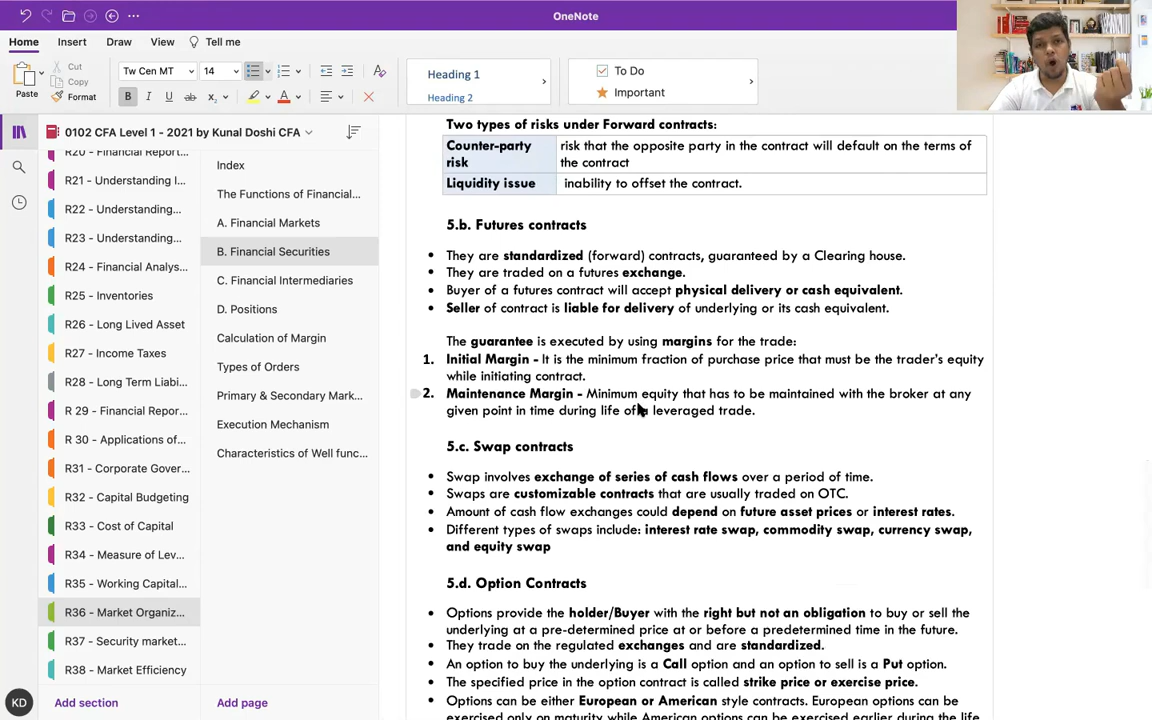 OneNote
Home Insert Draw View Tell me
Paste
Cut
Copy
Format
Tw Cen MT 14
B I U ab x₂ A
Heading 1
Heading 2
To Do
Important
0102 CFA Level 1 - 2021 by Kunal Doshi CFA
R20 - Financial Report...
R21 - Understanding I...
R22 - Understanding...
R23 - Understanding...
R24 - Financial Analys...
R25 - Inventories
R26 - Long Lived Asset
R27 - Income Taxes
R28 - Long Term Liabi...
R 29 - Financial Repor...
R 30 - Applications of...
R31 - Corporate Gover...
R32 - Capital Budgeting
R33 - Cost of Capital
R34 - Measure of Lev...
R35 - Working Capital...
R36 - Market Organiz...
R37 - Security market...
R38 - Market Efficiency
KD
Add section
Index
The Functions of Financial...
A. Financial Markets
B. Financial Securities
C. Financial Intermediaries
D. Positions
Calculation of Margin
Types of Orders
Primary & Secondary Mark...
Execution Mechanism
Characteristics of Well func...
Add page
Two types of risks under Forward contracts:
Counter-party risk that the opposite party in the contract will default on the terms of
risk the contract
Liquidity issue inability to offset the contract.
5.b. Futures contracts
• They are standardized (forward) contracts, guaranteed by a Clearing house.
• They are traded on a futures exchange.
• Buyer of a futures contract will accept physical delivery or cash equivalent.
• Seller of contract is liable for delivery of underlying or its cash equivalent.
The guarantee is executed by using margins for the trade:
1. Initial Margin - It is the minimum fraction of purchase price that must be the trader's equity
while initiating contract.
2. Maintenance Margin - Minimum equity that has to be maintained with the broker at any
given point in time during life of leveraged trade.
5.c. Swap contracts
• Swap involves exchange of series of cash flows over a period of time.
• Swaps are customizable contracts that are usually traded on OTC.
• Amount of cash flow exchanges could depend on future asset prices or interest rates.
• Different types of swaps include: interest rate swap, commodity swap, currency swap,
and equity swap
5.d. Option Contracts
• Options provide the holder/Buyer with the right but not an obligation to buy or sell the
underlying at a pre-determined price at or before a predetermined time in the future.
• They trade on the regulated exchanges and are standardized.
• An option to buy the underlying is a Call option and an option to sell is a Put option.
• The specified price in the option contract is called strike price or exercise price.
• Options can be either European or American style contracts. European options can be
exercised only on maturity while American options can be exercised earlier during the life